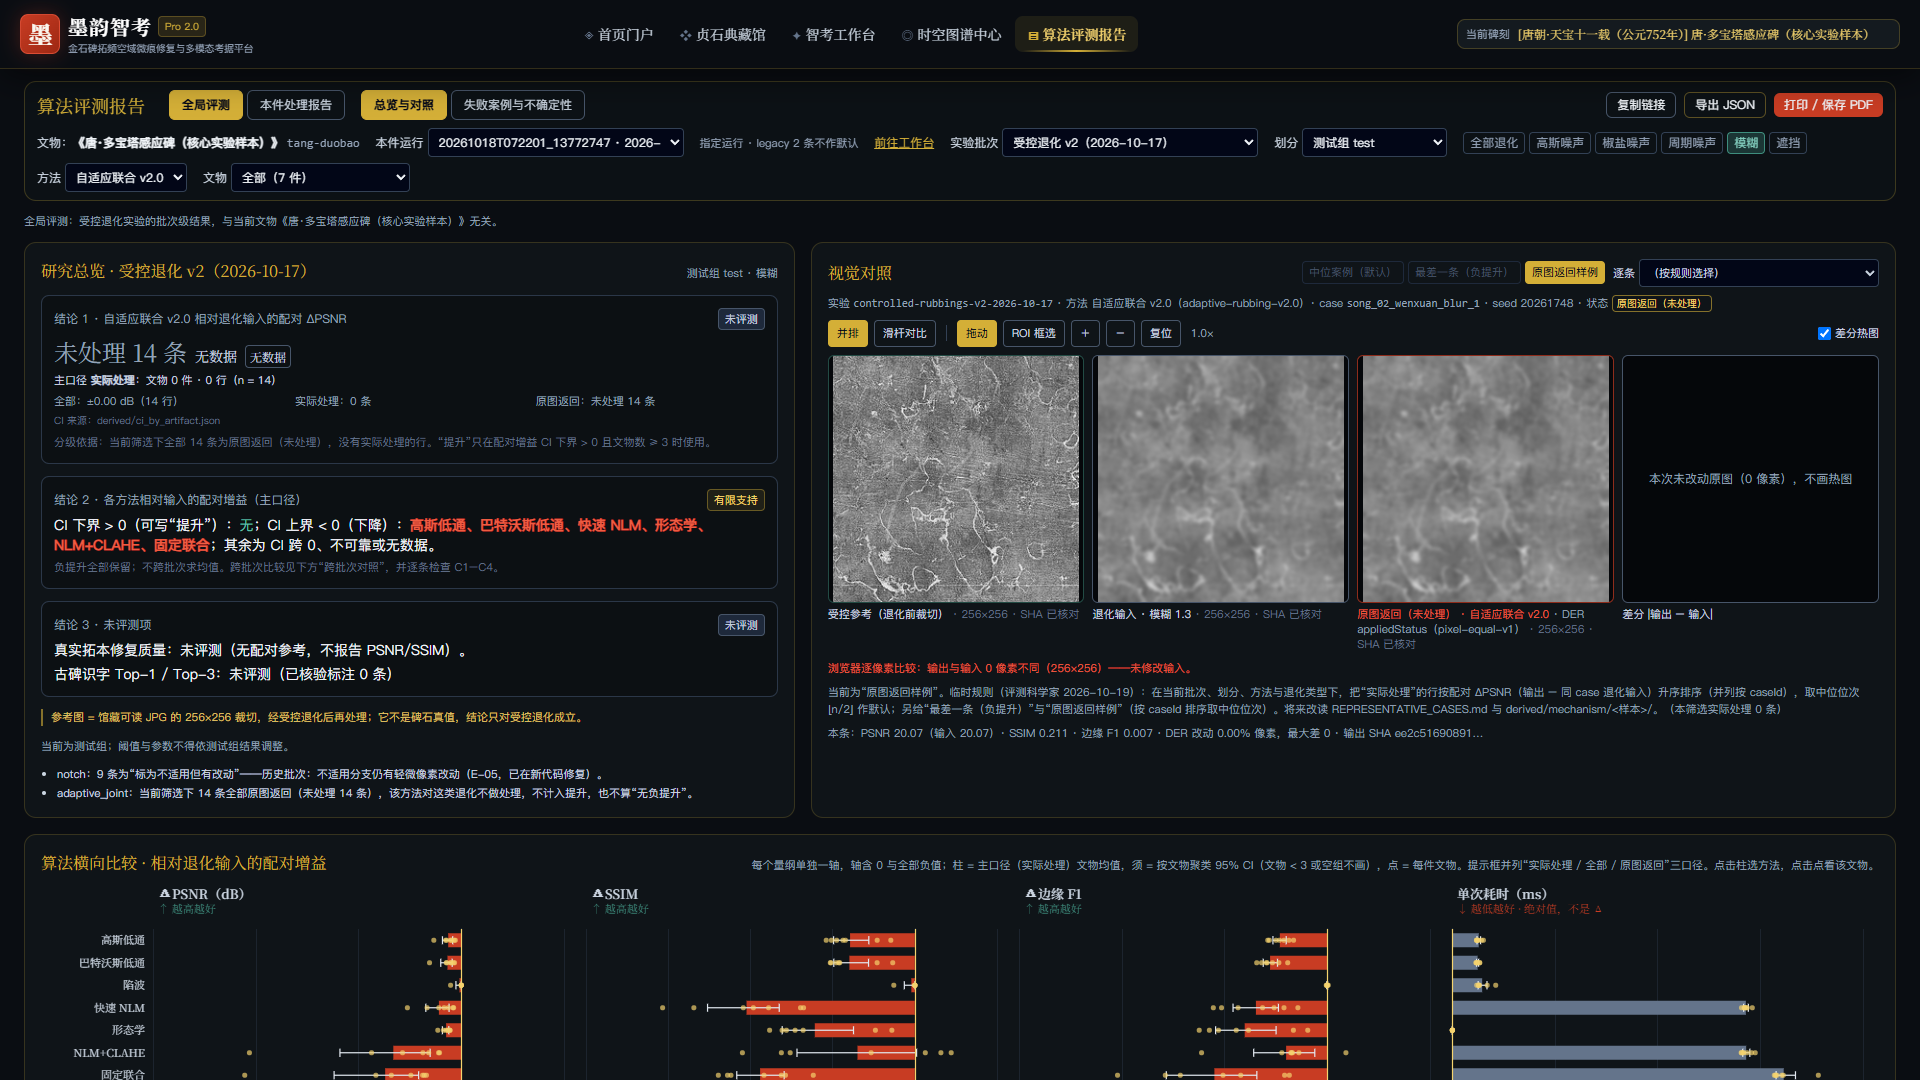 墨 墨韵智考 Pro 2.0
金石碑拓频空域微痕修复与多模态考据平台
首页门户 贞石典藏馆 智考工作台 时空图谱中心 算法评测报告
当前碑刻 [唐朝·天宝十一载（公元752年）] 唐·多宝塔感应碑（核心实验样本）
算法评测报告 全局评测 本件处理报告 总览与对照 失败案例与不确定性 复制链接 导出 JSON 打印 / 保存 PDF
文物：《唐·多宝塔感应碑（核心实验样本）》 tang-duobao 本件运行 20261018T072201_13772747 · 2026- 指定运行 · legacy 2 条不作默认 前往工作台 实验批次 受控退化 v2（2026-10-17） 划分 测试组 test 全部退化 高斯噪声 椒盐噪声 周期噪声 模糊 遮挡
方法 自适应联合 v2.0 文物 全部（7 件）
全局评测：受控退化实验的批次级结果，与当前文物《唐·多宝塔感应碑（核心实验样本）》无关。
研究总览 · 受控退化 v2（2026-10-17） 测试组 test · 模糊
结论 1 · 自适应联合 v2.0 相对退化输入的配对 ΔPSNR 未评测
未处理 14 条 无数据 无数据
主口径 实际处理：文物 0 件 · 0 行（n = 14）
全部：±0.00 dB（14 行） 实际处理：0 条 原图返回：未处理 14 条
CI 来源：derived/ci_by_artifact.json
分级依据：当前筛选下全部 14 条为原图返回（未处理），没有实际处理的行。“提升”只在配对增益 CI 下界 > 0 且文物数 ≥ 3 时使用。
结论 2 · 各方法相对输入的配对增益（主口径） 有限支持
CI 下界 > 0（可写“提升”）：无；CI 上界 < 0（下降）：高斯低通、巴特沃斯低通、快速 NLM、形态学、
NLM+CLAHE、固定联合；其余为 CI 跨 0、不可靠或无数据。
负提升全部保留；不跨批次求均值。跨批次比较见下方“跨批次对照”，并逐条检查 C1—C4。
结论 3 · 未评测项 未评测
真实拓本修复质量：未评测（无配对参考，不报告 PSNR/SSIM）。
古碑识字 Top-1 / Top-3：未评测（已核验标注 0 条）
参考图 = 馆藏可读 JPG 的 256×256 裁切，经受控退化后再处理；它不是碑石真值，结论只对受控退化成立。
当前为测试组；阈值与参数不得依测试组结果调整。
• notch：9 条为“标为不适用但有改动”——历史批次：不适用分支仍有轻微像素改动（E-05，已在新代码修复）。
• adaptive_joint：当前筛选下 14 条全部原图返回（未处理 14 条），该方法对这类退化不做处理，不计入提升，也不算“无负提升”。
视觉对照 中位案例（默认） 最差一条（负提升） 原图返回样例 逐条 （按规则选择）
实验 controlled-rubbings-v2-2026-10-17 · 方法 自适应联合 v2.0（adaptive-rubbing-v2.0） · case song_02_wenxuan_blur_1 · seed 20261748 · 状态 原图返回（未处理）
并排 滑杆对比 拖动 ROI 框选 + − 复位 1.0× 差分热图
本次未改动原图（0 像素），不画热图
受控参考（退化前裁切） · 256×256 · SHA 已核对
退化输入 · 模糊 1.3 · 256×256 · SHA 已核对
原图返回（未处理） · 自适应联合 v2.0 · DER
appliedStatus（pixel-equal-v1） · 256×256 ·
SHA 已核对
差分 |输出 − 输入|
浏览器逐像素比较：输出与输入 0 像素不同（256×256）——未修改输入。
当前为“原图返回样例”。临时规则（评测科学家 2026-10-19）：在当前批次、划分、方法与退化类型下，把“实际处理”的行按配对 ΔPSNR（输出 − 同 case 退化输入）升序排序（并列按 caseId），取中位位次
⌊n/2⌋ 作默认；另给“最差一条（负提升）”与“原图返回样例”（按 caseId 排序取中位位次）。将来改读 REPRESENTATIVE_CASES.md 与 derived/mechanism/<样本>/。（本筛选实际处理 0 条）
本条：PSNR 20.07（输入 20.07） · SSIM 0.211 · 边缘 F1 0.007 · DER 改动 0.00% 像素，最大差 0 · 输出 SHA ee2c51690891…
算法横向比较 · 相对退化输入的配对增益
每个量纲单独一轴，轴含 0 与全部负值；柱 = 主口径（实际处理）文物均值，须 = 按文物聚类 95% CI（文物 < 3 或空组不画），点 = 每件文物。提示框并列“实际处理 / 全部 / 原图返回”三口径。点击柱选方法，点击点看该文物。
ΔPSNR（dB） ΔSSIM Δ边缘 F1 单次耗时（ms）
↑ 越高越好 ↑ 越高越好 ↑ 越高越好 ↓ 越低越好 · 绝对值，不是 Δ
高斯低通
巴特沃斯低通
陷波
快速 NLM
形态学
NLM+CLAHE
固定联合